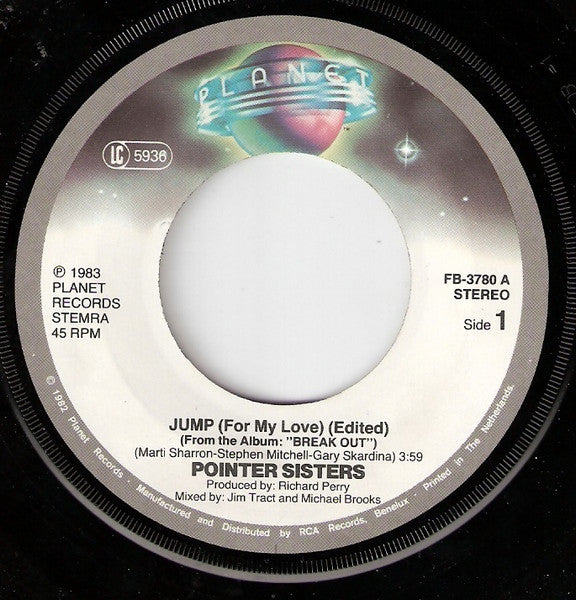 PLANET
LC 5936
℗ 1983
PLANET
RECORDS
STEMRA
45 RPM
FB-3780 A
STEREO
Side 1
JUMP (For My Love) (Edited)
(From the Album: "BREAK OUT")
(Marti Sharron-Stephen Mitchell-Gary Skardina) 3:59
POINTER SISTERS
Produced by: Richard Perry
Mixed by: Jim Tract and Michael Brooks
© 1982 Planet Records · Manufactured and Distributed by RCA Records, Benelux · Printed in The Netherlands.